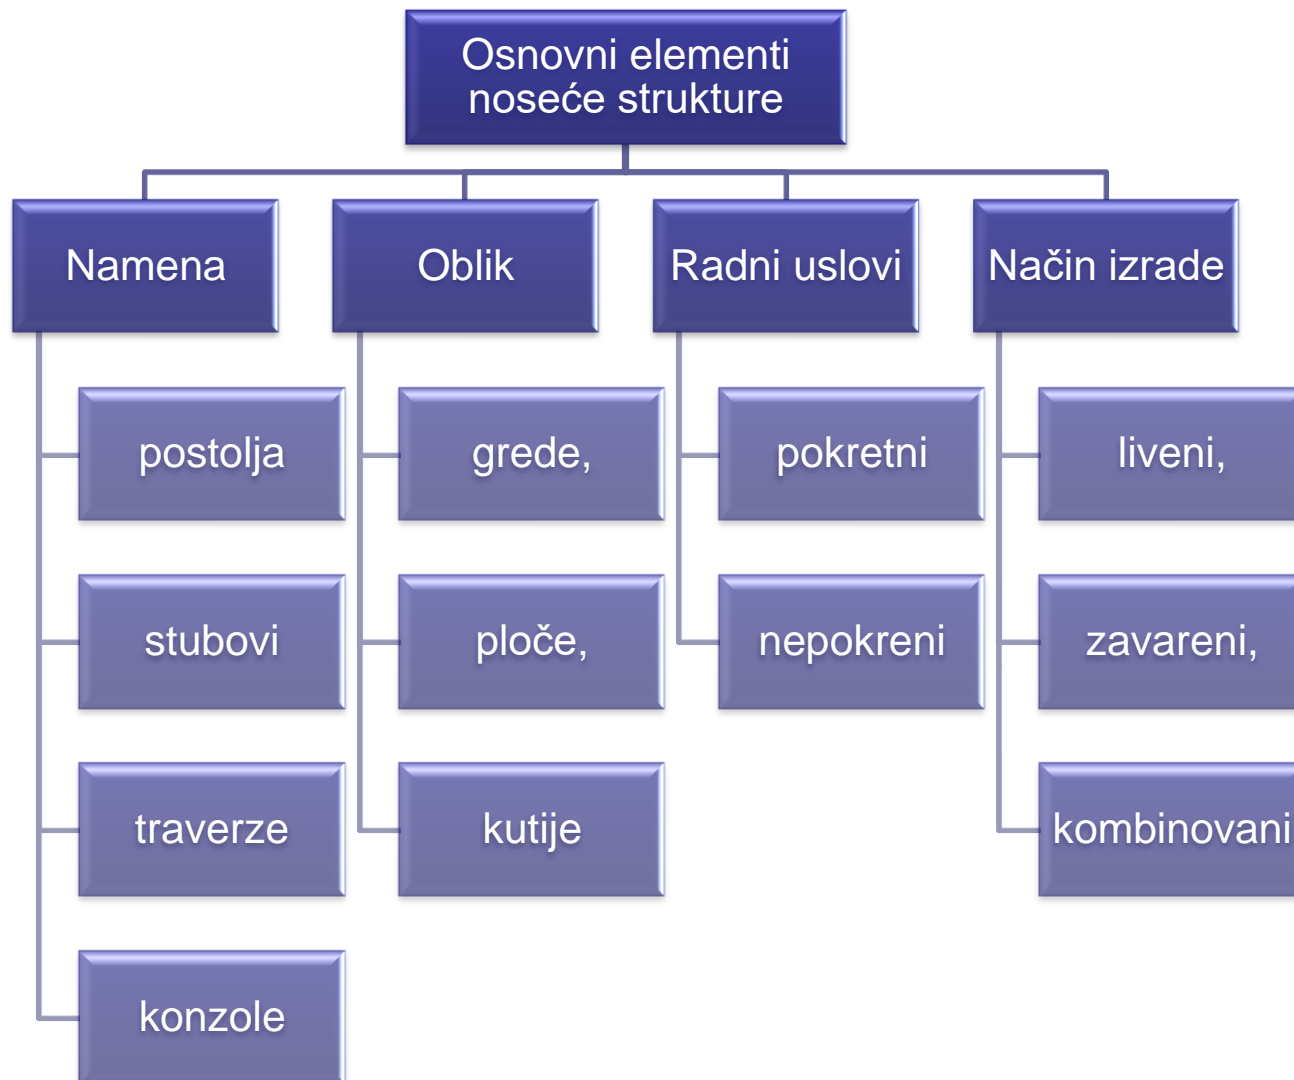 Osnovni elementi
noseće strukture
Namena
Oblik
Radni uslovi
Način izrade
postolja
grede,
pokretni
liveni,
stubovi
ploče,
nepokreni
zavareni,
traverze
kutije
kombinovani
konzole